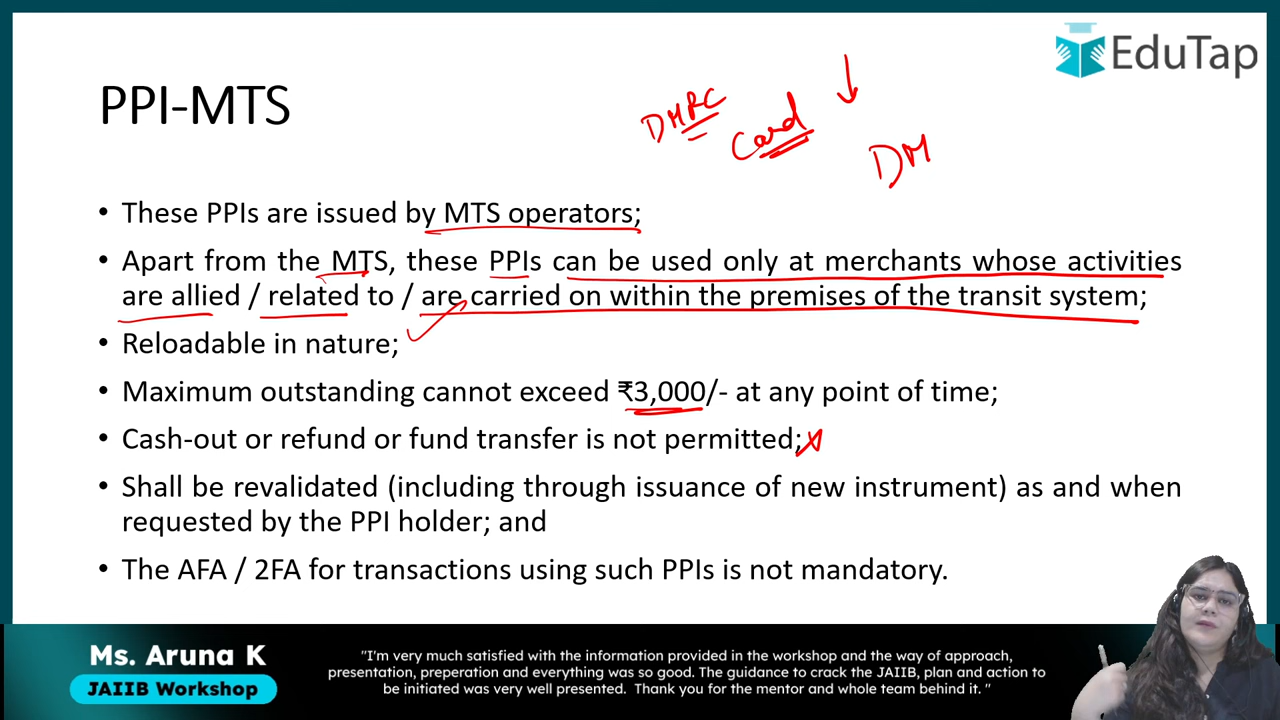 EduTap
PPI-MTS
DMRC
Card
DM
• These PPIs are issued by MTS operators;
• Apart from the MTS, these PPIs can be used only at merchants whose activities
are allied / related to / are carried on within the premises of the transit system;
• Reloadable in nature;
• Maximum outstanding cannot exceed ₹3,000/- at any point of time;
• Cash-out or refund or fund transfer is not permitted;
• Shall be revalidated (including through issuance of new instrument) as and when
requested by the PPI holder; and
• The AFA / 2FA for transactions using such PPIs is not mandatory.
Ms. Aruna K
JAIIB Workshop
"I'm very much satisfied with the information provided in the workshop and the way of approach,
presentation, preperation and everything was so good. The guidance to crack the JAIIB, plan and action to
be initiated was very well presented. Thank you for the mentor and whole team behind it. "